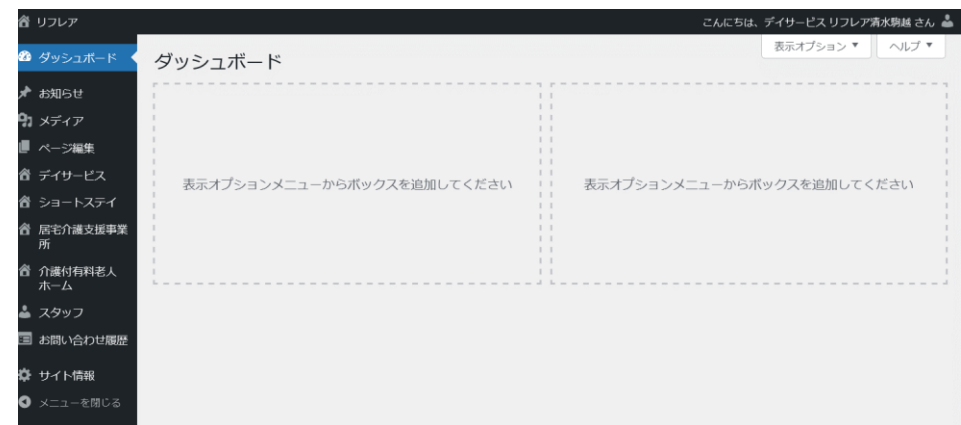 リフレア
こんにちは、デイサービス リフレア清水駒越 さん
ダッシュボード
ダッシュボード
表示オプション ▼
ヘルプ ▼
お知らせ
メディア
ページ編集
デイサービス
ショートステイ
居宅介護支援事業
所
介護付有料老人
ホーム
スタッフ
お問い合わせ履歴
サイト情報
メニューを閉じる
表示オプションメニューからボックスを追加してください
表示オプションメニューからボックスを追加してください